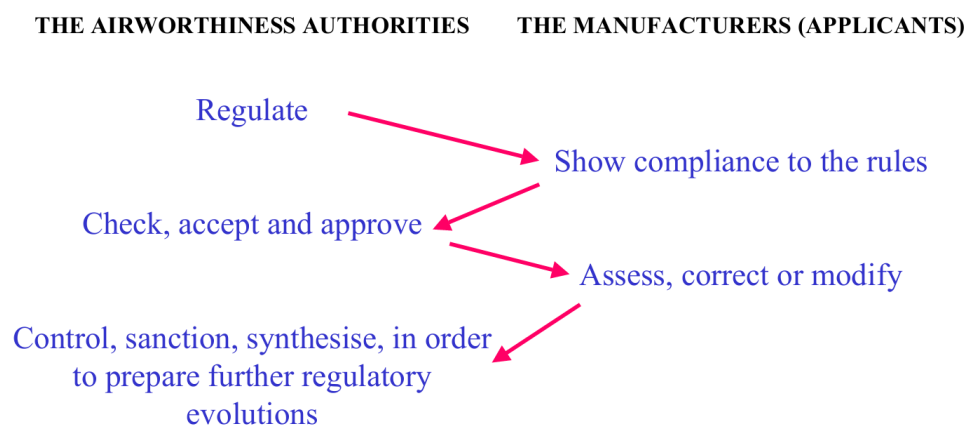 THE AIRWORTHINESS AUTHORITIES
THE MANUFACTURERS (APPLICANTS)
Regulate
Show compliance to the rules
Check, accept and approve
Assess, correct or modify
Control, sanction, synthesise, in order
to prepare further regulatory
evolutions